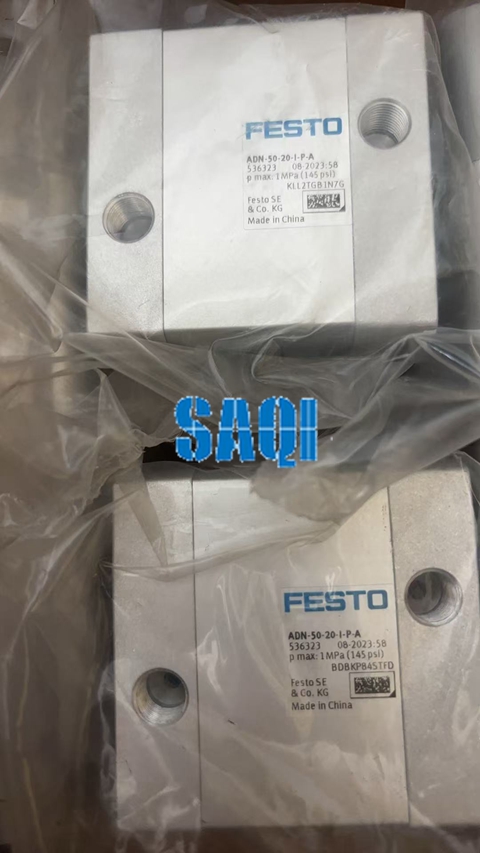 FESTO
ADN-50-20-I-P-A
536323 08-2023:58
p max: 1MPa (145 psi)
KLL2TGB1N7G
Festo SE
& Co. KG
Made in China
SAQI
FESTO
ADN-50-20-I-P-A
536323 08-2023:58
p max: 1MPa (145 psi)
BDBKP84STFD
Festo SE
& Co. KG
Made in China